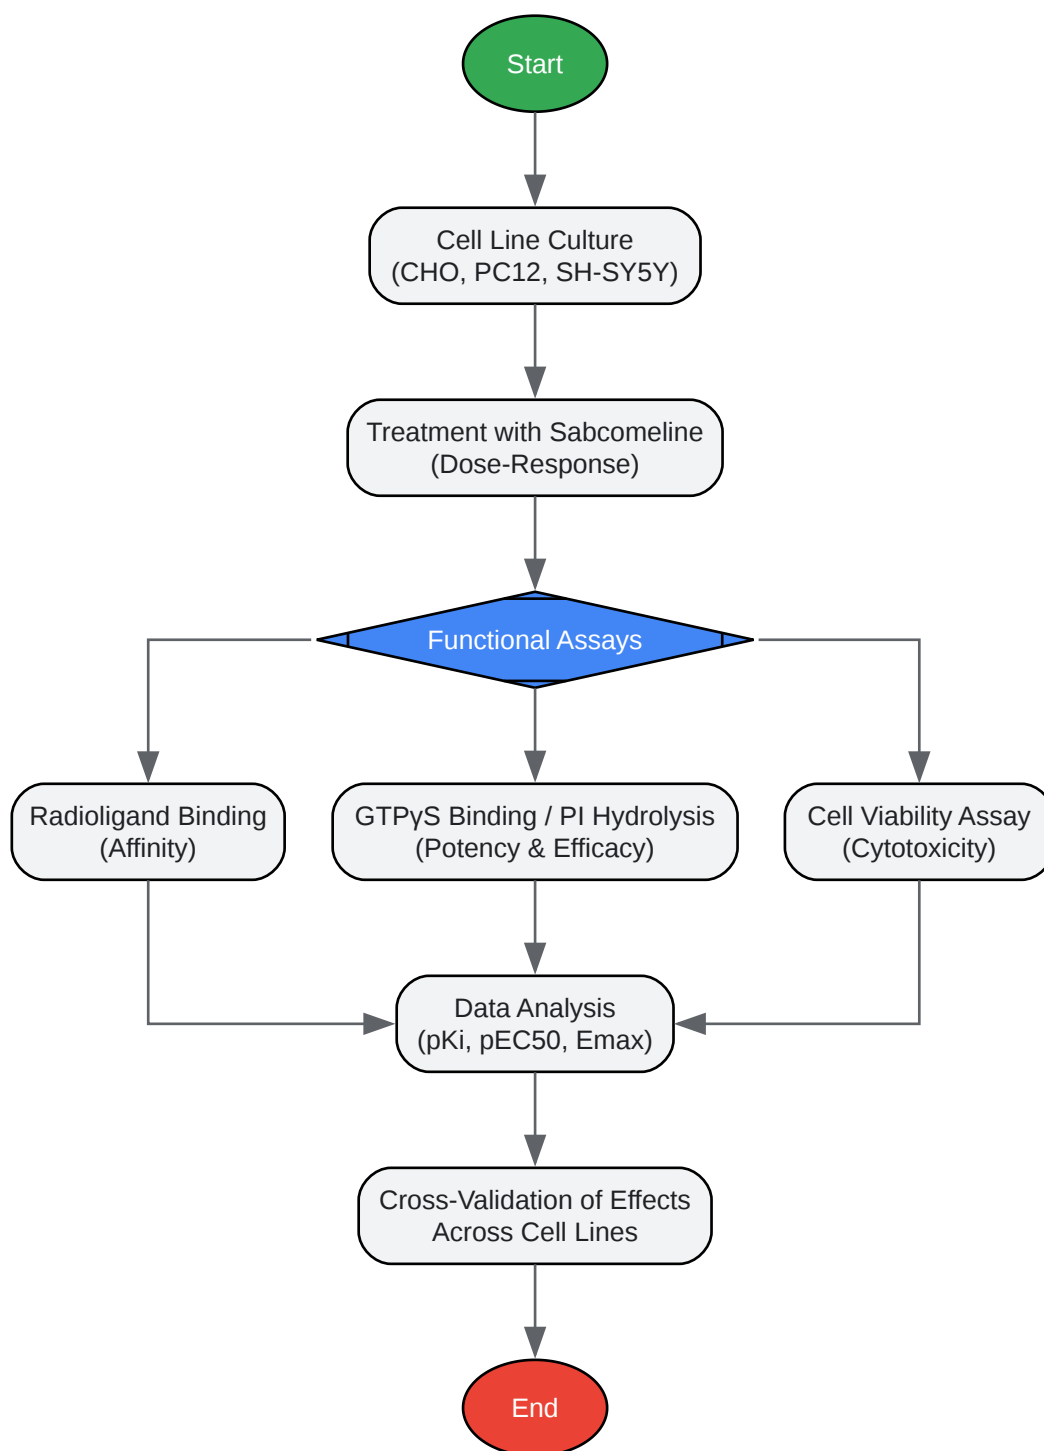 Start
Cell Line Culture
(CHO, PC12, SH-SY5Y)
Treatment with Sabcomeline
(Dose-Response)
Functional Assays
Radioligand Binding
(Affinity)
GTPγS Binding / PI Hydrolysis
(Potency & Efficacy)
Cell Viability Assay
(Cytotoxicity)
Data Analysis
(pKi, pEC50, Emax)
Cross-Validation of Effects
Across Cell Lines
End